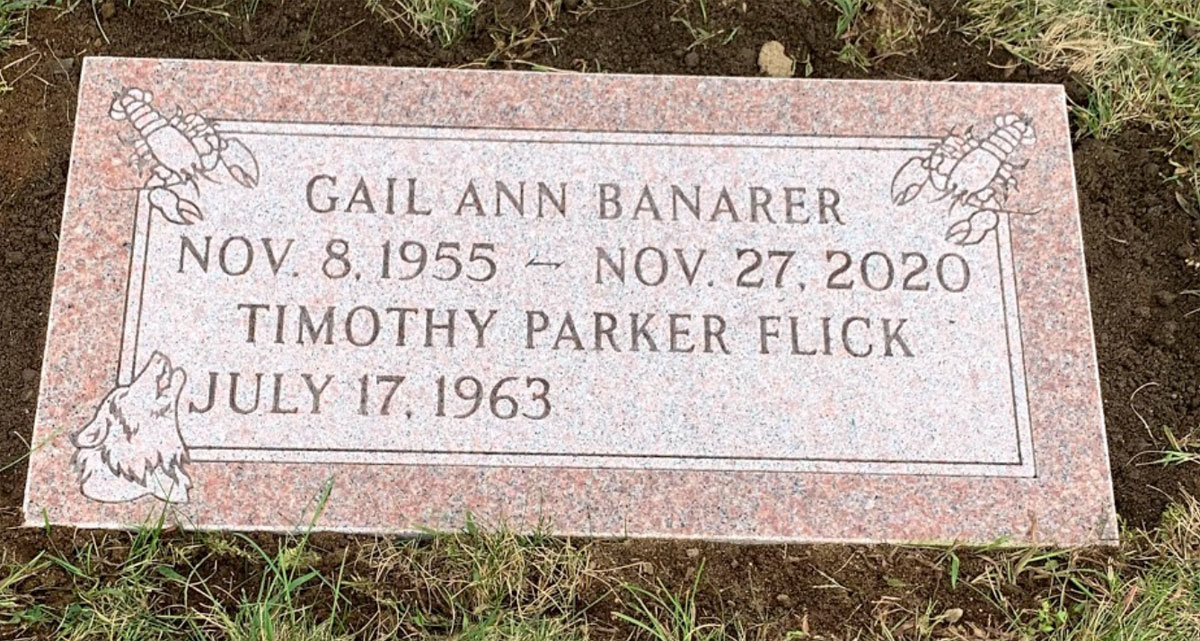 GAIL ANN BANARER
NOV. 8, 1955 ~ NOV. 27, 2020
TIMOTHY PARKER FLICK
JULY 17, 1963